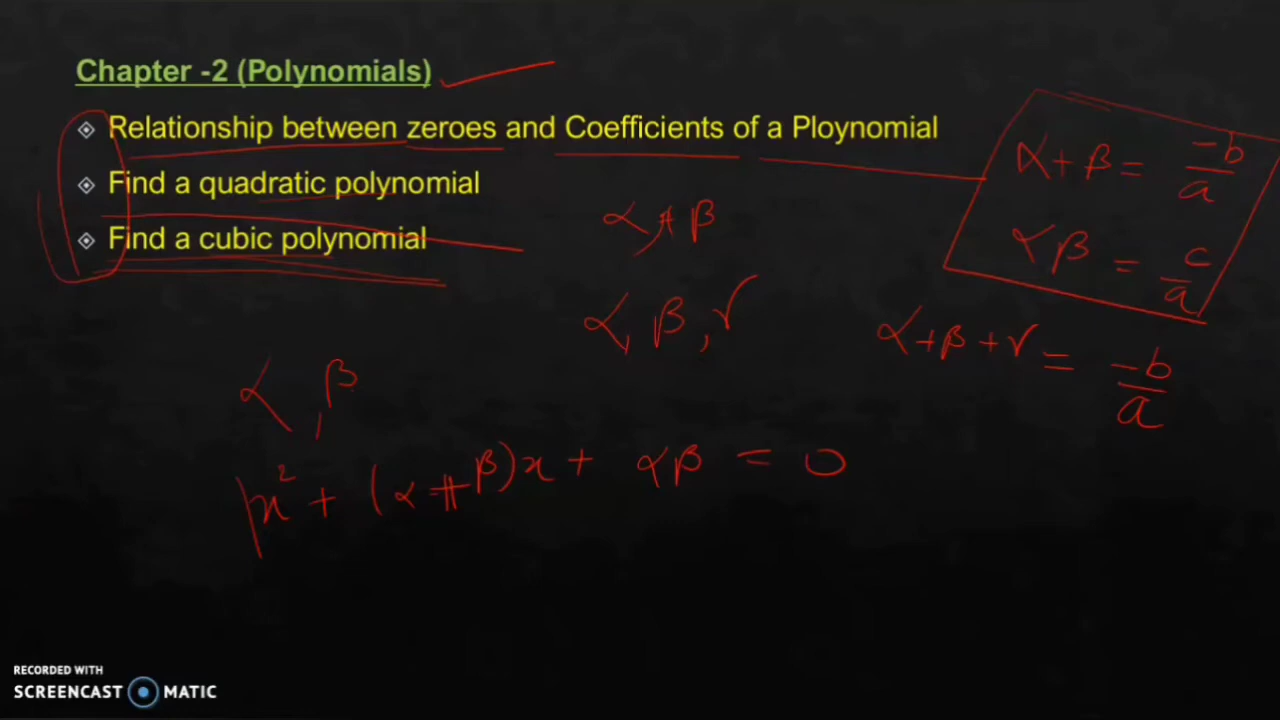 Chapter -2 (Polynomials)
❖ Relationship between zeroes and Coefficients of a Ploynomial
❖ Find a quadratic polynomial
❖ Find a cubic polynomial
α + β = -b/a
αβ = c/a
α, β
α, β, γ
α + β + γ = -b/a
α, β
x² + (α + β)x + αβ = 0
RECORDED WITH
SCREENCAST MATIC